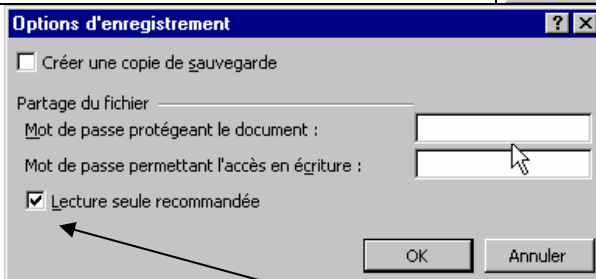 Options d'enregistrement
Créer une copie de sauvegarde
Partage du fichier
Mot de passe protégeant le document :
Mot de passe permettant l'accès en écriture :
Lecture seule recommandée
OK Annuler